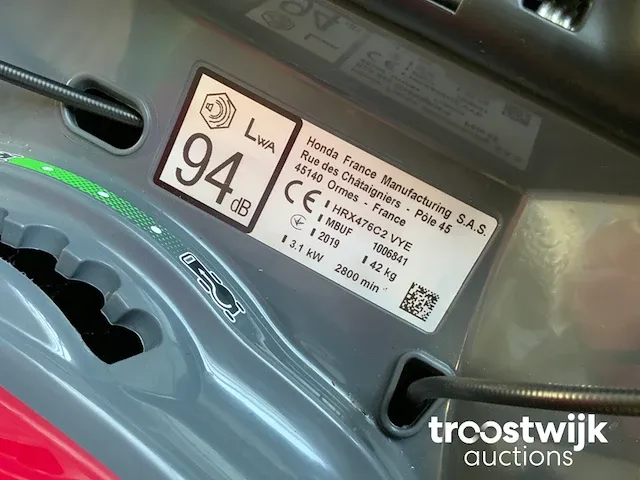 LWA
94 dB
Honda France Manufacturing S.A.S.
Rue des Châtaigniers - Pôle 45
45140 Ormes - France
CE HRX476C2 VYE
MBUF 1006841
2019 42 kg
3.1 kW 2800 min
troostwijk
auctions